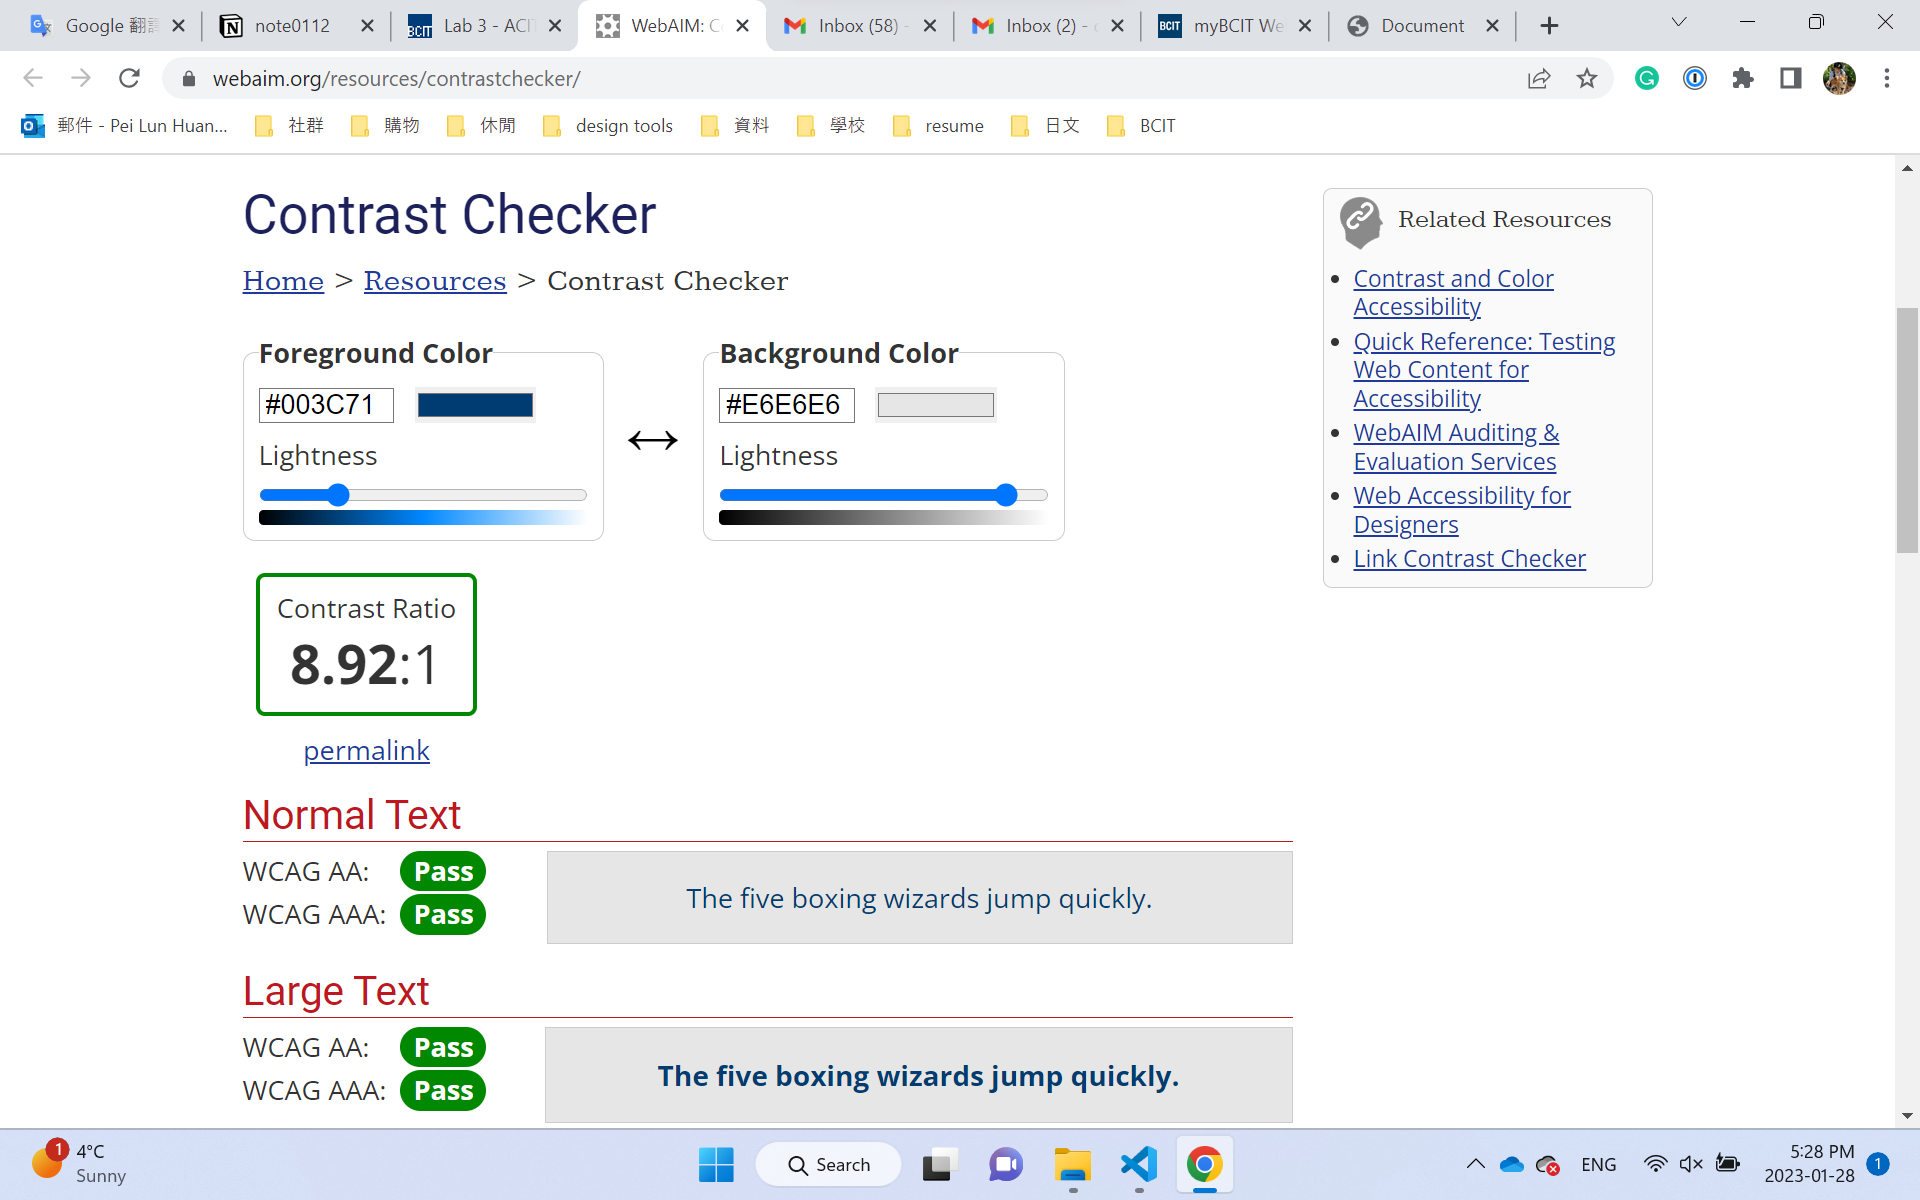 Google 翻譯
note0112
Lab 3 - ACI
WebAIM: C
Inbox (58) -
Inbox (2) -
BCIT
myBCIT We
Document
webaim.org/resources/contrastchecker/
郵件 - Pei Lun Huan...
社群
購物
休閒
design tools
資料
學校
resume
日文
BCIT
Contrast Checker
Home > Resources > Contrast Checker
Foreground Color
#003C71
Lightness
Background Color
#E6E6E6
Lightness
Contrast Ratio
8.92:1
permalink
Normal Text
WCAG AA: Pass
WCAG AAA: Pass
The five boxing wizards jump quickly.
Large Text
WCAG AA: Pass
WCAG AAA: Pass
The five boxing wizards jump quickly.
Related Resources
Contrast and Color
Accessibility
Quick Reference: Testing
Web Content for
Accessibility
WebAIM Auditing &
Evaluation Services
Web Accessibility for
Designers
Link Contrast Checker
1
4°C
Sunny
Search
ENG
5:28 PM
2023-01-28
1